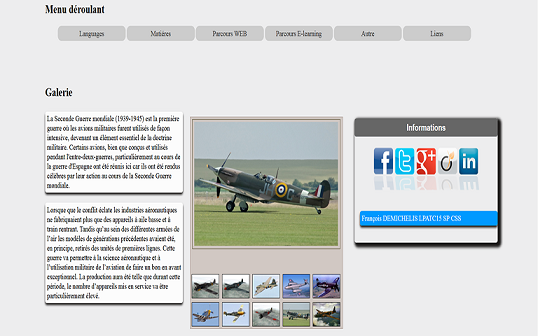 Menu déroulant
Languages
Matières
Parcours WEB
Parcours E-learning
Autre
Liens
Galerie
La Seconde Guerre mondiale (1939-1945) est la première
guerre où les avions militaires furent utilisés de façon
intensive, devenant un élément essentiel de la doctrine
militaire. Certains avions, bien que conçus et utilisés
pendant l'entre-deux-guerres, particulièrement au cours de
la guerre d'Espagne ont été réunis ici car ils ont été rendus
célèbres par leur action au cours de la Seconde Guerre
mondiale.
Lorsque que le conflit éclate les industries aéronautiques
ne fabriquaient plus que des appareils à aile basse et à
train rentrant. Tandis qu'au sein des différentes armées de
l'air les modèles de générations précédentes avaient été,
en principe, retirés des unités de premières lignes. Cette
guerre va permettre à la science aéronautique et à
l'utilisation militaire de l'aviation de faire un bon en avant
exceptionnel. La production aura été telle que durant cette
période, le nombre d'appareils mis en service va être
particulièrement élevé.
Informations
François DEMICHELIS LPATC15 SP CSS